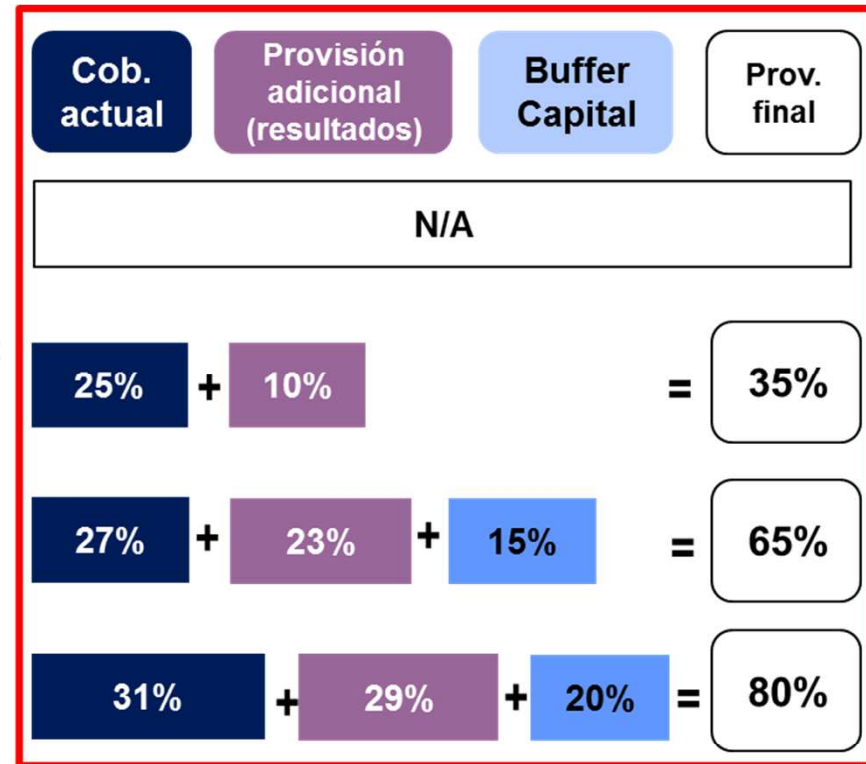 Cob.
actual
Provisión
adicional
(resultados)
Buffer
Capital
Prov.
final
N/A
25% + 10% = 35%
27% + 23% + 15% = 65%
31% + 29% + 20% = 80%